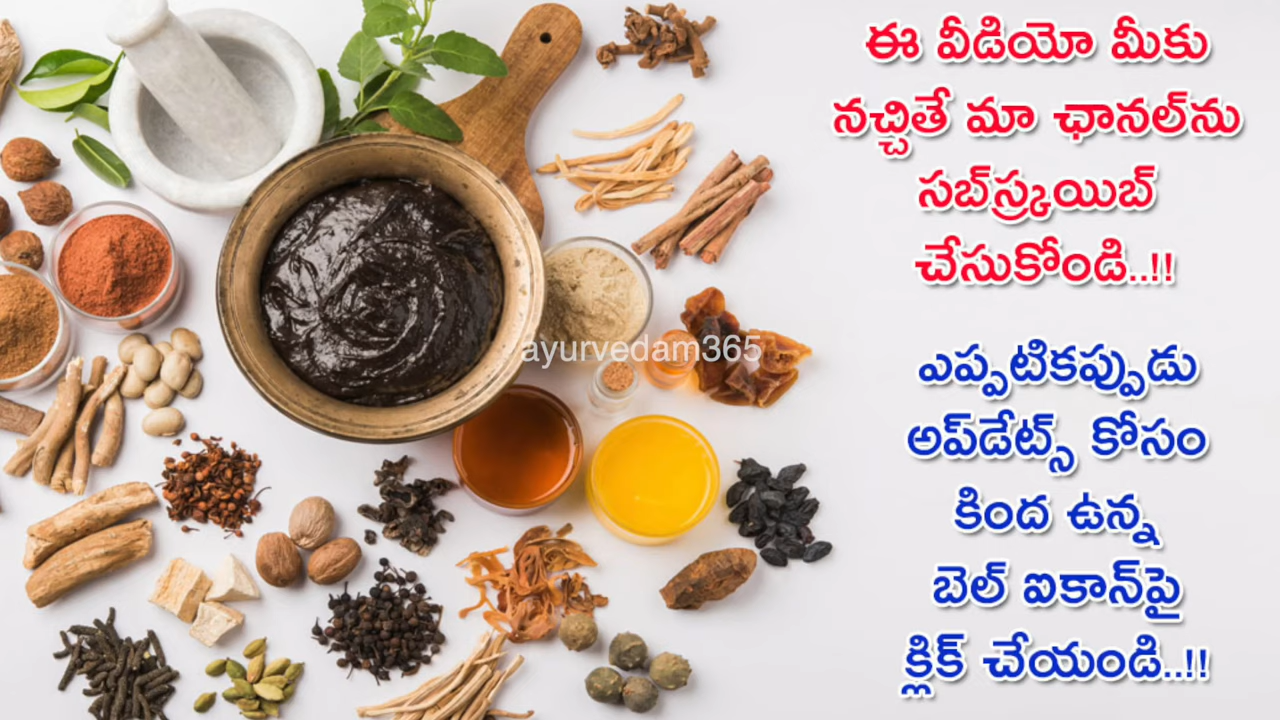 ఈ వీడియో మీకు
నచ్చితే మా ఛానల్‌ను
సబ్‌స్క్రయిబ్
చేసుకోండి..!!
ayurvedam365
ఎప్పటికప్పుడు
అప్‌డేట్స్ కోసం
కింద ఉన్న
బెల్ ఐకాన్‌పై
క్లిక్ చేయండి..!!